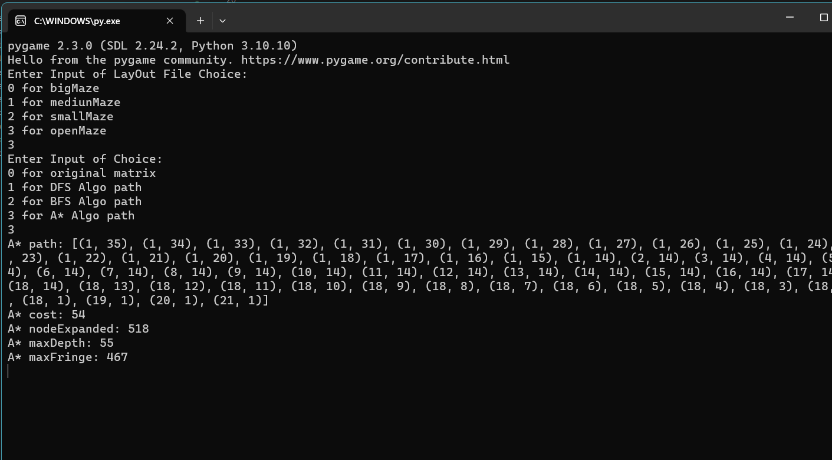 C:\WINDOWS\py.exe
pygame 2.3.0 (SDL 2.24.2, Python 3.10.10)
Hello from the pygame community. https://www.pygame.org/contribute.html
Enter Input of LayOut File Choice:
0 for bigMaze
1 for mediunMaze
2 for smallMaze
3 for openMaze
3
Enter Input of Choice:
0 for original matrix
1 for DFS Algo path
2 for BFS Algo path
3 for A* Algo path
3
A* path: [(1, 35), (1, 34), (1, 33), (1, 32), (1, 31), (1, 30), (1, 29), (1, 28), (1, 27), (1, 26), (1, 25), (1, 24)
, 23), (1, 22), (1, 21), (1, 20), (1, 19), (1, 18), (1, 17), (1, 16), (1, 15), (1, 14), (2, 14), (3, 14), (4, 14), (5
4), (6, 14), (7, 14), (8, 14), (9, 14), (10, 14), (11, 14), (12, 14), (13, 14), (14, 14), (15, 14), (16, 14), (17, 14
(18, 14), (18, 13), (18, 12), (18, 11), (18, 10), (18, 9), (18, 8), (18, 7), (18, 6), (18, 5), (18, 4), (18, 3), (18,
, (18, 1), (19, 1), (20, 1), (21, 1)]
A* cost: 54
A* nodeExpanded: 518
A* maxDepth: 55
A* maxFringe: 467